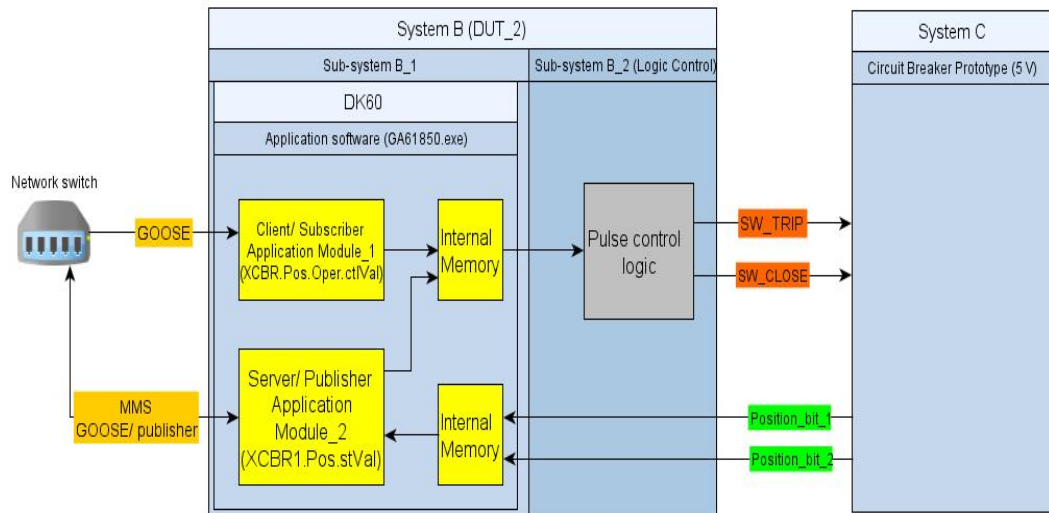 System B (DUT_2)
Sub-system B_1
Sub-system B_2 (Logic Control)
DK60
Application software (GA61850.exe)
System C
Circuit Breaker Prototype (5 V)
Network switch
GOOSE
Client/ Subscriber
Application Module_1
(XCBR.Pos.Oper.ctlVal)
Internal
Memory
Pulse control
logic
SW_TRIP
SW_CLOSE
MMS
GOOSE/ publisher
Server/ Publisher
Application
Module_2
(XCBR1.Pos.stVal)
Internal
Memory
Position_bit_1
Position_bit_2